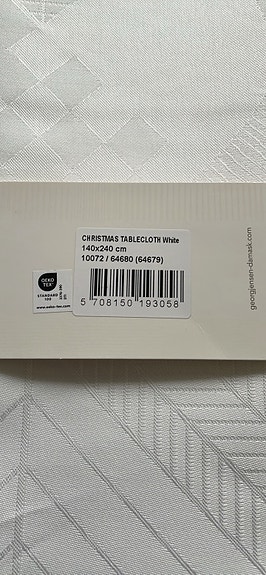 CHRISTMAS TABLECLOTH White
140x240 cm
10072 / 64680 (64679)
5 708150 193058
OEKO
TEX®
STANDARD
100
www.oeko-tex.com
georgjensen-damask.com